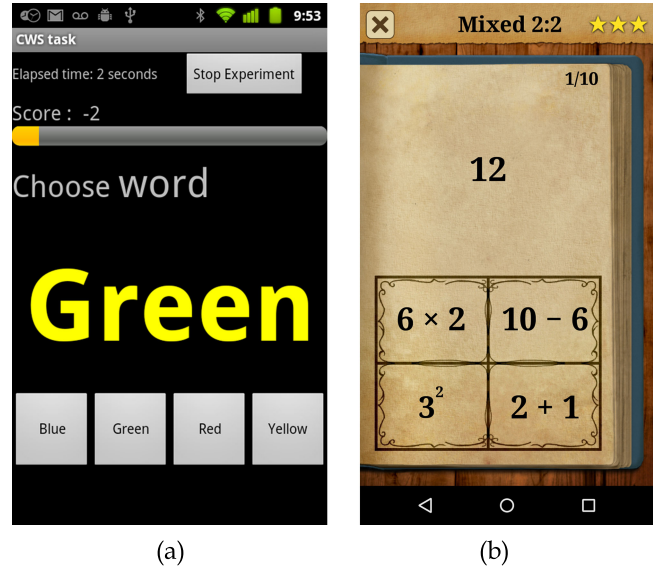 9:53
CWS task
Elapsed time: 2 seconds
Stop Experiment
Score : -2
Choose word
Green
Blue
Green
Red
Yellow
(a)
Mixed 2:2
1/10
12
6 × 2
10 − 6
3²
2 + 1
(b)